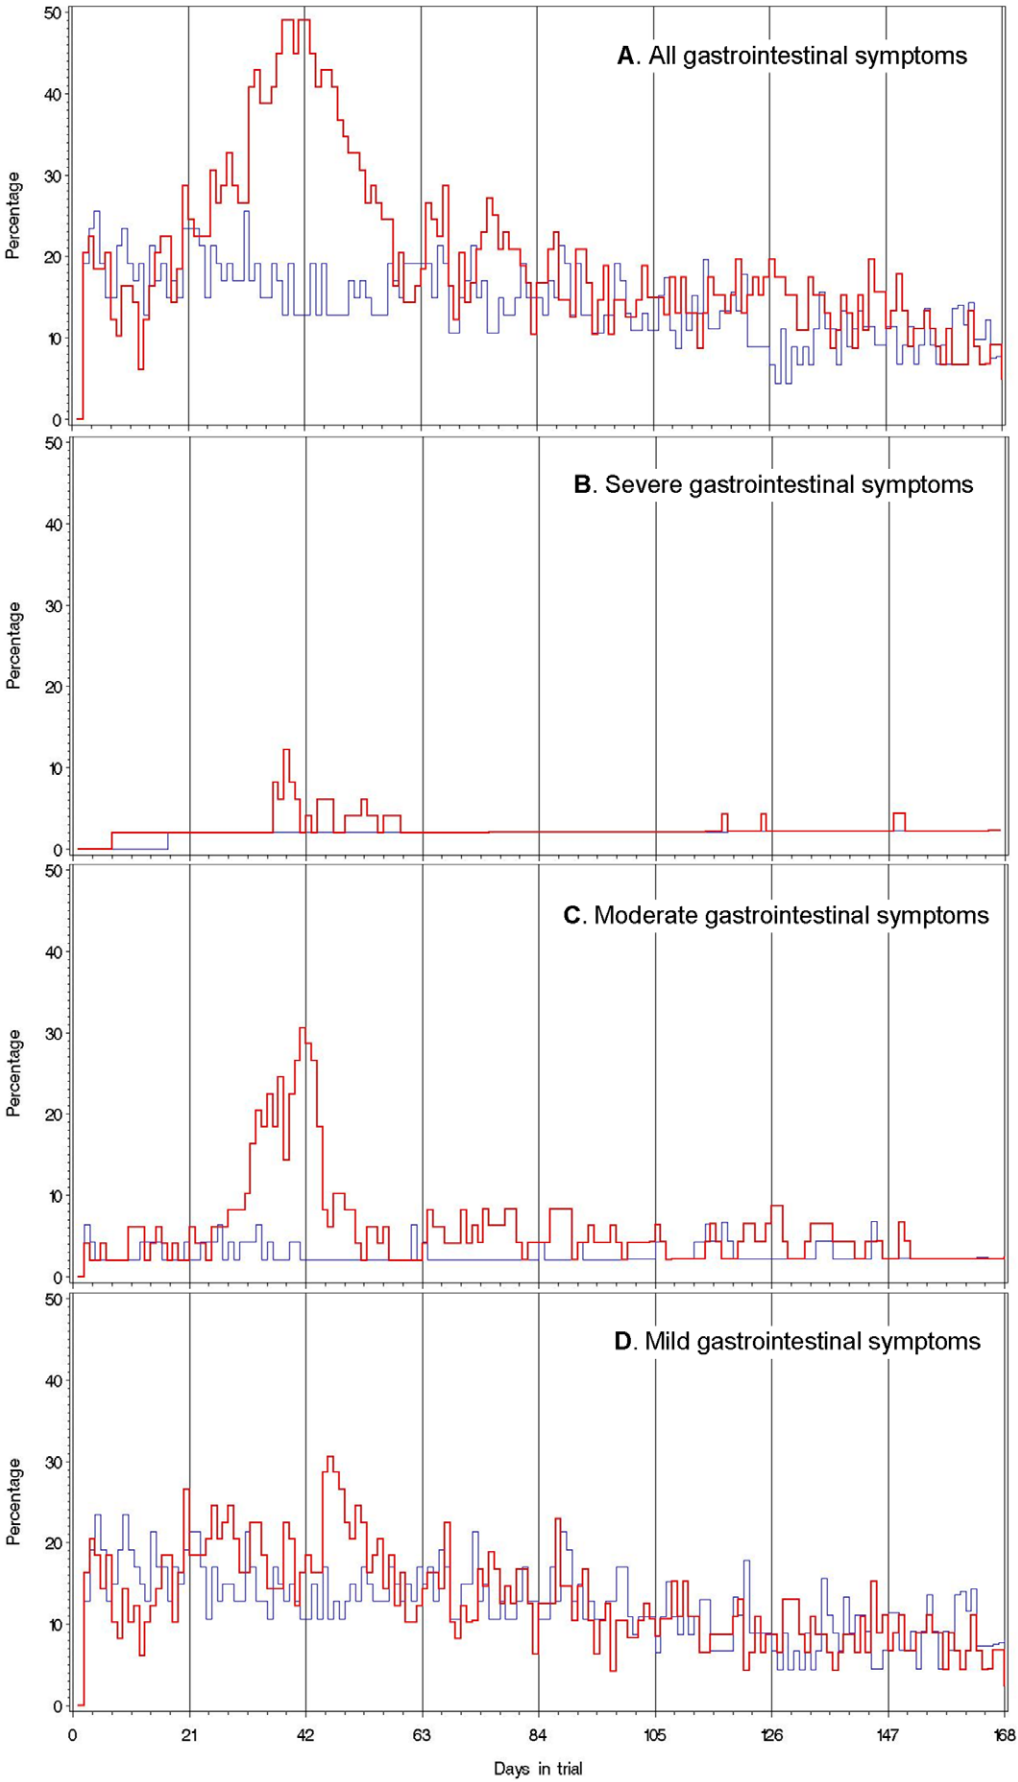 A. All gastrointestinal symptoms
Percentage
50
40
30
20
10
0
B. Severe gastrointestinal symptoms
Percentage
50
40
30
20
10
0
C. Moderate gastrointestinal symptoms
Percentage
50
40
30
20
10
0
D. Mild gastrointestinal symptoms
Percentage
50
40
30
20
10
0
0 21 42 63 84 105 126 147 168
Days in trial